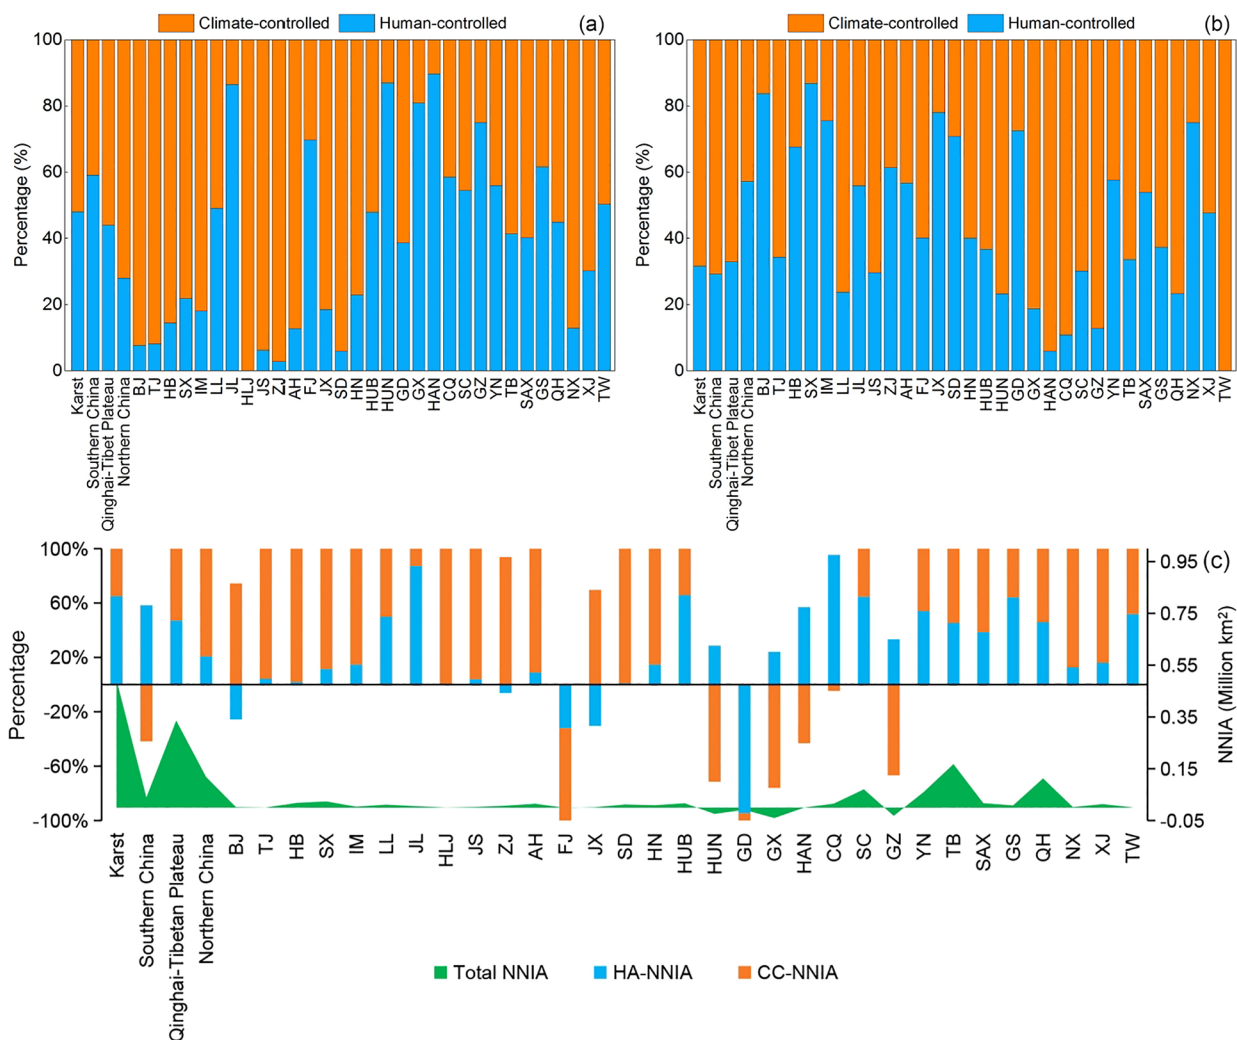 Climate-controlled Human-controlled (a)
100
80
60
40
20
0
Percentage (%)
Karst Southern China Qinghai-Tibet Plateau Northern China BJ TJ HB SX IM LL JL HLJ JS ZJ AH FJ JX SD HN HUB HUN GD GX HAN CQ SC GZ YN TB SAX GS QH NX XJ TW
Climate-controlled Human-controlled (b)
100
80
60
40
20
0
Percentage (%)
Karst Southern China Qinghai-Tibet Plateau Northern China BJ TJ HB SX IM LL JL JS ZJ AH FJ JX SD HN HUB HUN GD GX HAN CQ SC GZ YN TB SAX GS QH NX XJ TW
(c)
100%
60%
20%
-20%
-60%
-100%
Percentage
0.95
0.75
0.55
0.35
0.15
-0.05
NNIA (Million km²)
Karst Southern China Qinghai-Tibetan Plateau Northern China BJ TJ HB SX IM LL JL HLJ JS ZJ AH FJ JX SD HN HUB HUN GD GX HAN CQ SC GZ YN TB SAX GS QH NX XJ TW
Total NNIA HA-NNIA CC-NNIA